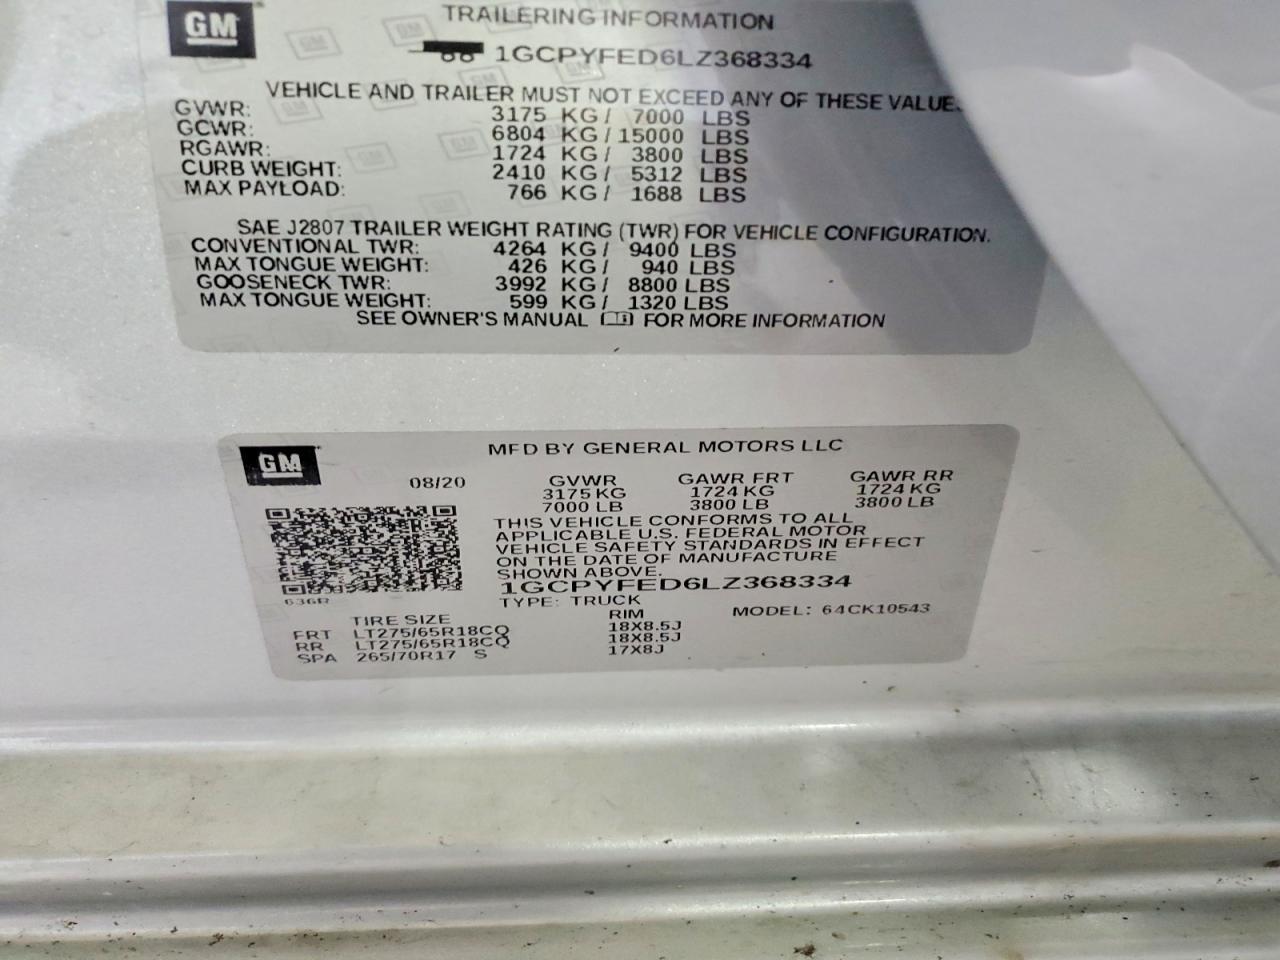 GM
TRAILERING INFORMATION
1GCPYFED6LZ368334
VEHICLE AND TRAILER MUST NOT EXCEED ANY OF THESE VALUE
GVWR: 3175 KG/ 7000 LBS
GCWR: 6804 KG/ 15000 LBS
RGAWR: 1724 KG/ 3800 LBS
CURB WEIGHT: 2410 KG/ 5312 LBS
MAX PAYLOAD: 766 KG/ 1688 LBS
SAE J2807 TRAILER WEIGHT RATING (TWR) FOR VEHICLE CONFIGURATION.
CONVENTIONAL TWR: 4264 KG/ 9400 LBS
MAX TONGUE WEIGHT: 426 KG/ 940 LBS
GOOSENECK TWR: 3992 KG/ 8800 LBS
MAX TONGUE WEIGHT: 599 KG/ 1320 LBS
SEE OWNER'S MANUAL FOR MORE INFORMATION
GM
MFD BY GENERAL MOTORS LLC
08/20 GVWR GAWR FRT GAWR RR
3175 KG 1724 KG 1724 KG
7000 LB 3800 LB 3800 LB
THIS VEHICLE CONFORMS TO ALL
APPLICABLE U.S. FEDERAL MOTOR
VEHICLE SAFETY STANDARDS IN EFFECT
ON THE DATE OF MANUFACTURE
SHOWN ABOVE.
1GCPYFED6LZ368334
636R TYPE: TRUCK MODEL: 64CK10543
TIRE SIZE RIM
FRT LT275/65R18CQ 18X8.5J
RR LT275/65R18CQ 18X8.5J
SPA 265/70R17 S 17X8J